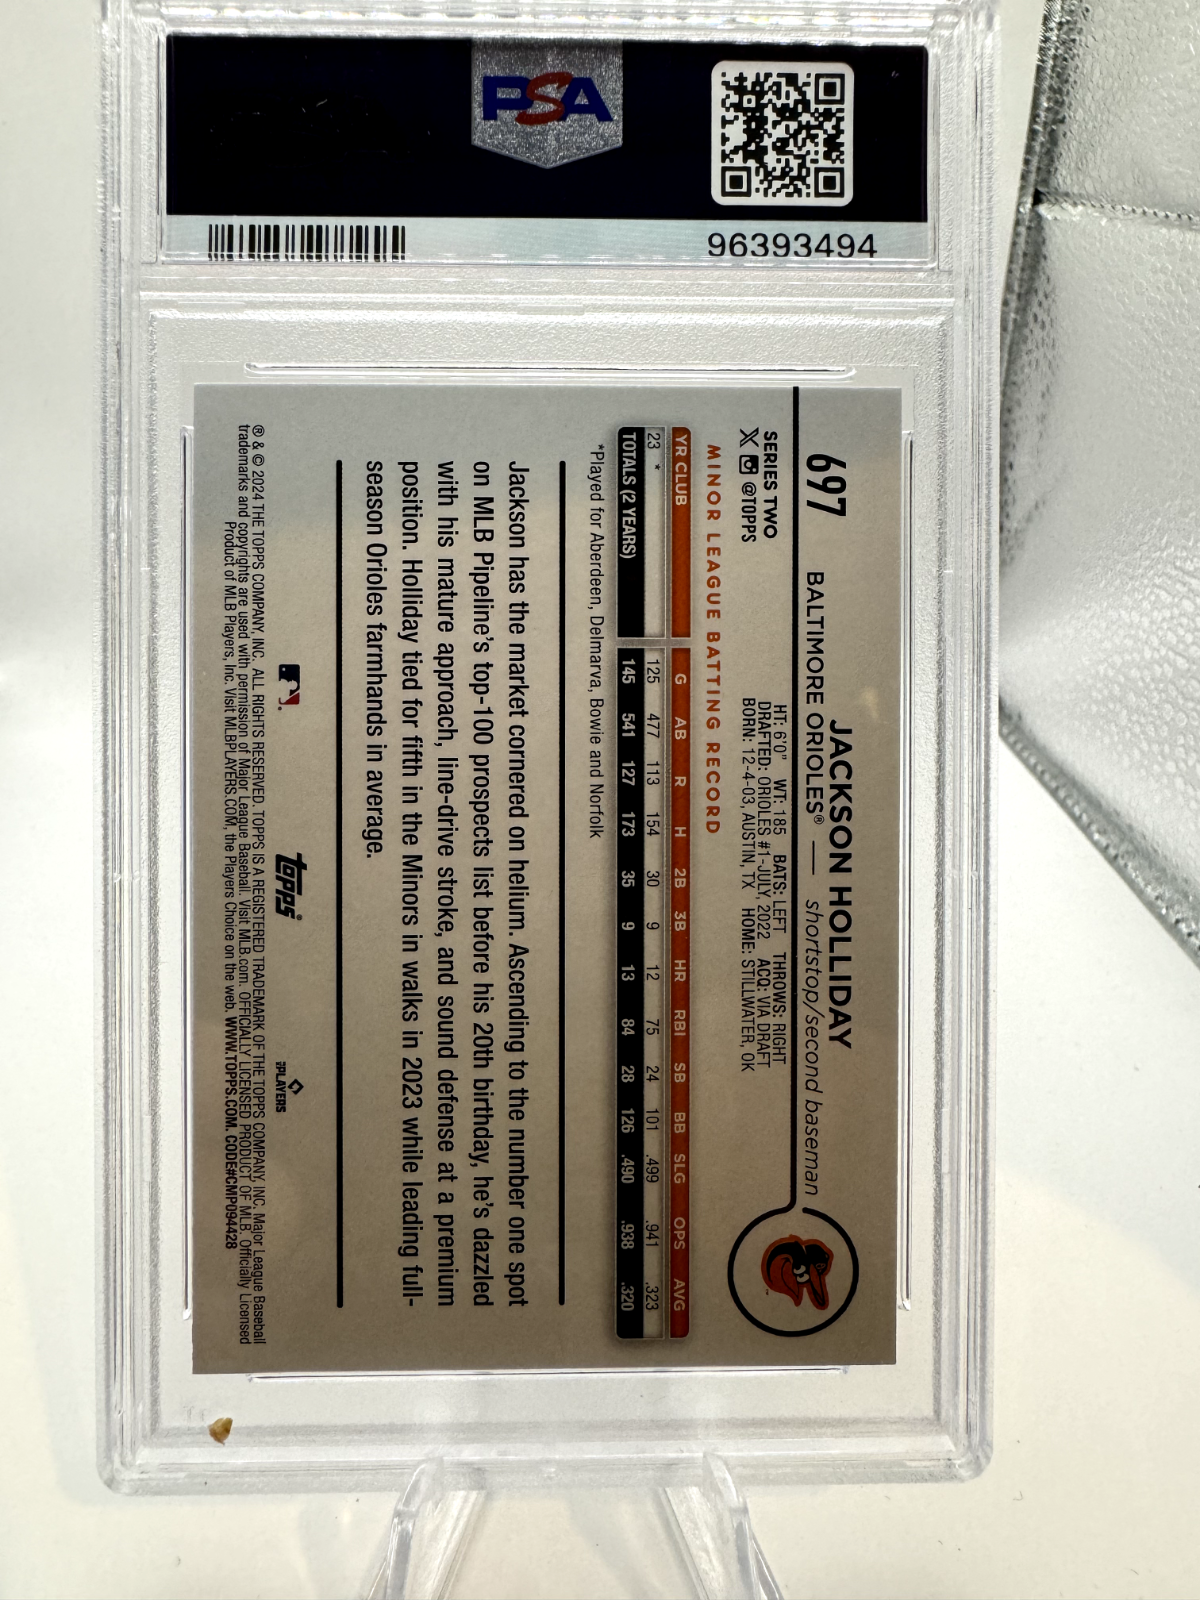 PSA
96393494
697
JACKSON HOLLIDAY
BALTIMORE ORIOLES® — shortstop/second baseman
SERIES TWO
@TOPPS
HT: 6'0" WT: 185 BATS: LEFT THROWS: RIGHT
DRAFTED: ORIOLES #1-JULY, 2022 ACQ: VIA DRAFT
BORN: 12-4-03, AUSTIN, TX HOME: STILLWATER, OK
MINOR LEAGUE BATTING RECORD
YR CLUB G AB R H 2B 3B HR RBI SB BB SLG OPS AVG
23 * 125 477 113 154 30 9 12 75 24 101 .499 .941 .323
TOTALS (2 YEARS) 145 541 127 173 35 9 13 84 28 126 .490 .938 .320
*Played for Aberdeen, Delmarva, Bowie and Norfolk
Jackson has the market cornered on helium. Ascending to the number one spot
on MLB Pipeline's top-100 prospects list before his 20th birthday, he's dazzled
with his mature approach, line-drive stroke, and sound defense at a premium
position. Holliday tied for fifth in the Minors in walks in 2023 while leading full-
season Orioles farmhands in average.
topps®
PLAYERS
® & © 2024 THE TOPPS COMPANY, INC. ALL RIGHTS RESERVED. TOPPS IS A REGISTERED TRADEMARK OF THE TOPPS COMPANY, INC. Major League Baseball
trademarks and copyrights are used with permission of Major League Baseball. Visit MLB.com. OFFICIALLY LICENSED PRODUCT OF MLB. Officially Licensed
Product of MLB Players, Inc. Visit MLBPLAYERS.COM, the Players Choice on the web. WWW.TOPPS.COM. CODE#CMP094428